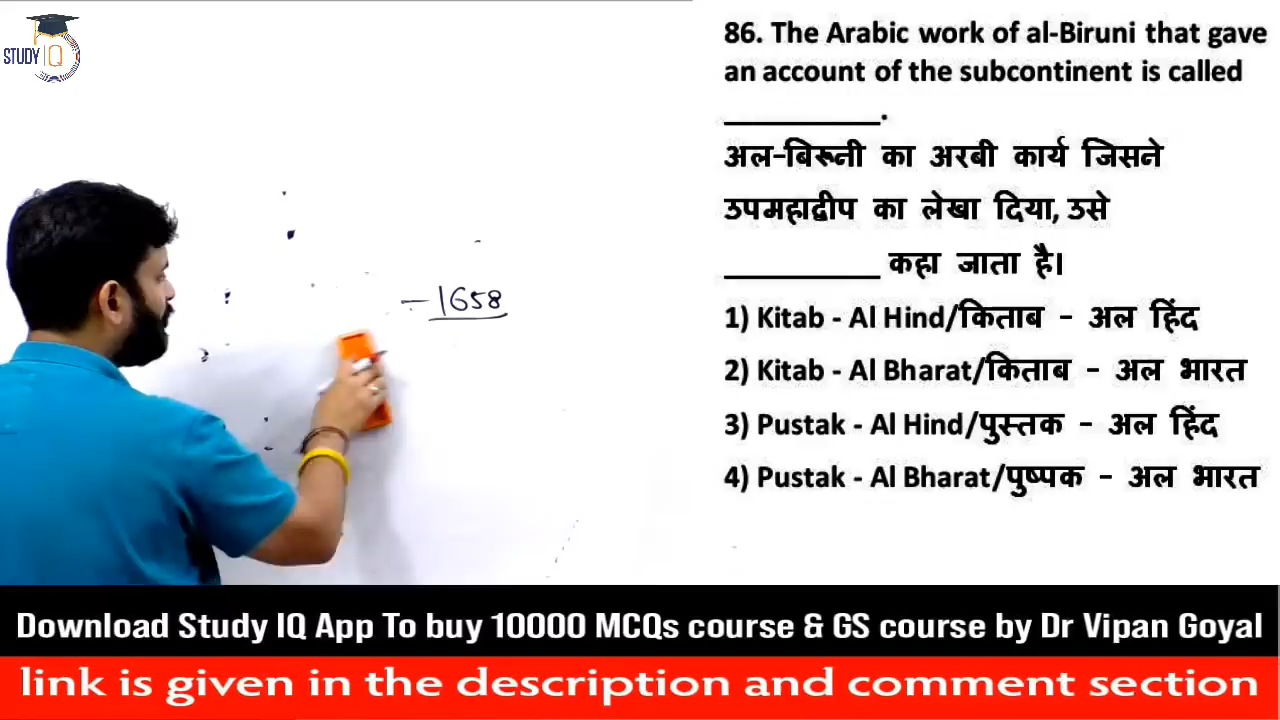 STUDY IQ
86. The Arabic work of al-Biruni that gave
an account of the subcontinent is called
__________.
अल-बिरूनी का अरबी कार्य जिसने
उपमहाद्वीप का लेखा दिया, उसे
__________ कहा जाता है।
1) Kitab - Al Hind/किताब - अल हिंद
2) Kitab - Al Bharat/किताब - अल भारत
3) Pustak - Al Hind/पुस्तक - अल हिंद
4) Pustak - Al Bharat/पुष्पक - अल भारत
- 1658
Download Study IQ App To buy 10000 MCQs course & GS course by Dr Vipan Goyal
link is given in the description and comment section